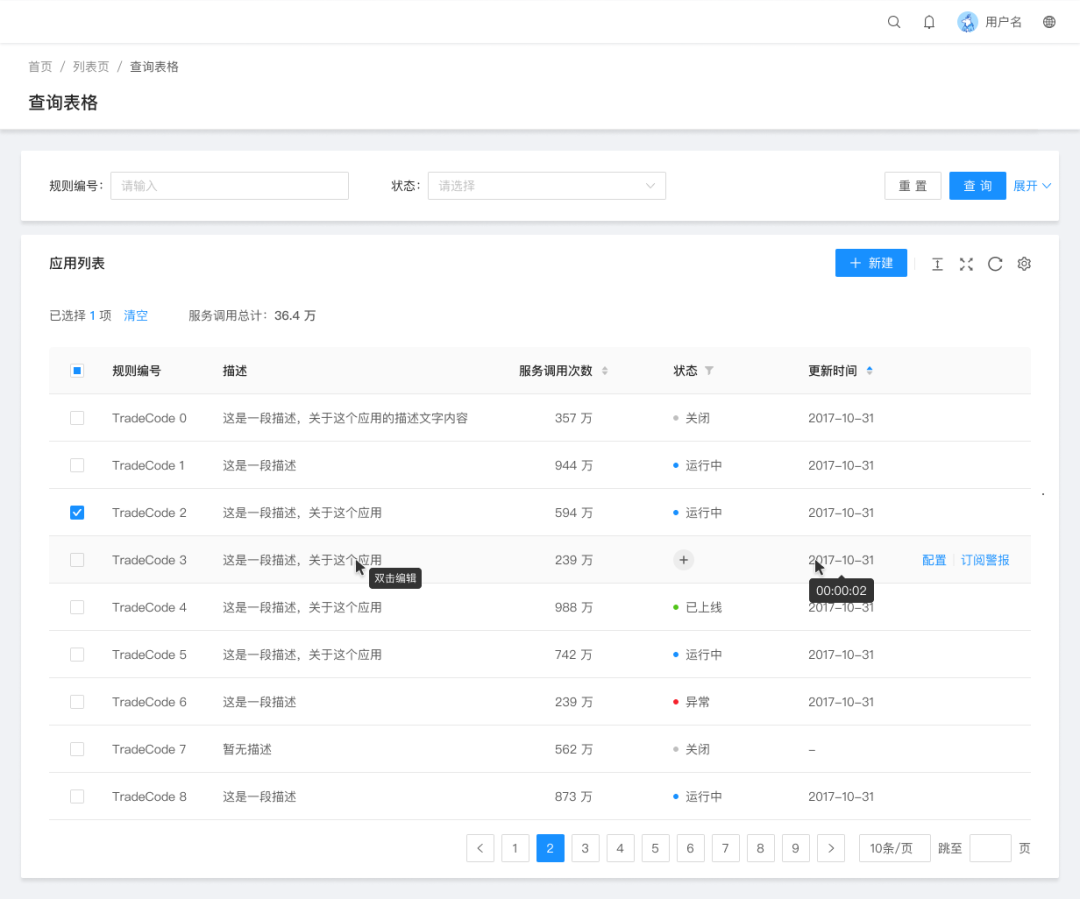 用户名
首页 / 列表页 / 查询表格
查询表格
规则编号： 请输入 状态： 请选择 重 置 查 询 展开
应用列表 + 新建
已选择 1 项 清空 服务调用总计：36.4 万
规则编号 描述 服务调用次数 状态 更新时间
TradeCode 0 这是一段描述，关于这个应用的描述文字内容 357 万 关闭 2017-10-31
TradeCode 1 这是一段描述 944 万 运行中 2017-10-31
TradeCode 2 这是一段描述，关于这个应用 594 万 运行中 2017-10-31
TradeCode 3 这是一段描述，关于这个应用 239 万 + 2017-10-31 配置 订阅警报
双击编辑 00:00:02
TradeCode 4 这是一段描述，关于这个应用 988 万 已上线 2017-10-31
TradeCode 5 这是一段描述，关于这个应用 742 万 运行中 2017-10-31
TradeCode 6 这是一段描述 239 万 异常 2017-10-31
TradeCode 7 暂无描述 562 万 关闭 -
TradeCode 8 这是一段描述 873 万 运行中 2017-10-31
< 1 2 3 4 5 6 7 8 9 > 10条/页 跳至 页